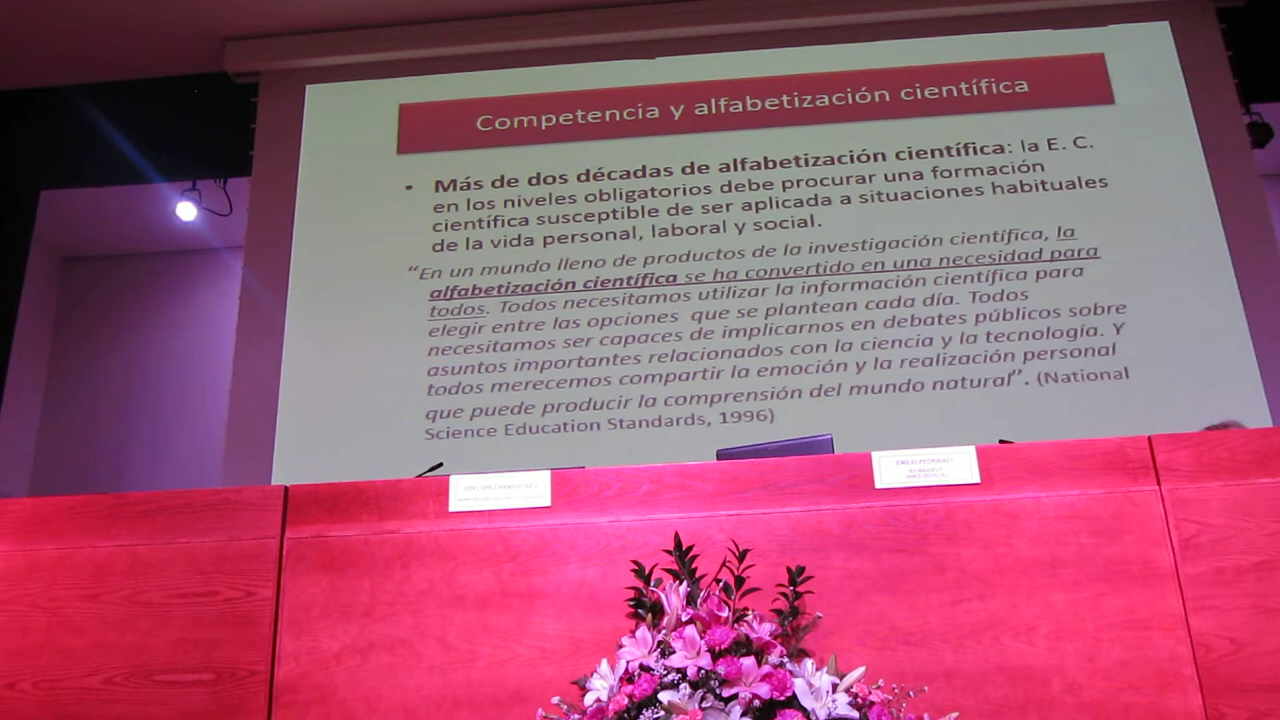 Competencia y alfabetización científica
• Más de dos décadas de alfabetización científica: la E. C.
en los niveles obligatorios debe procurar una formación
científica susceptible de ser aplicada a situaciones habituales
de la vida personal, laboral y social.
“En un mundo lleno de productos de la investigación científica, la
alfabetización científica se ha convertido en una necesidad para
todos. Todos necesitamos utilizar la información científica para
elegir entre las opciones que se plantean cada día. Todos
necesitamos ser capaces de implicarnos en debates públicos sobre
asuntos importantes relacionados con la ciencia y la tecnología. Y
todos merecemos compartir la emoción y la realización personal
que puede producir la comprensión del mundo natural”. (National
Science Education Standards, 1996)
EMILIO PEDRINACI